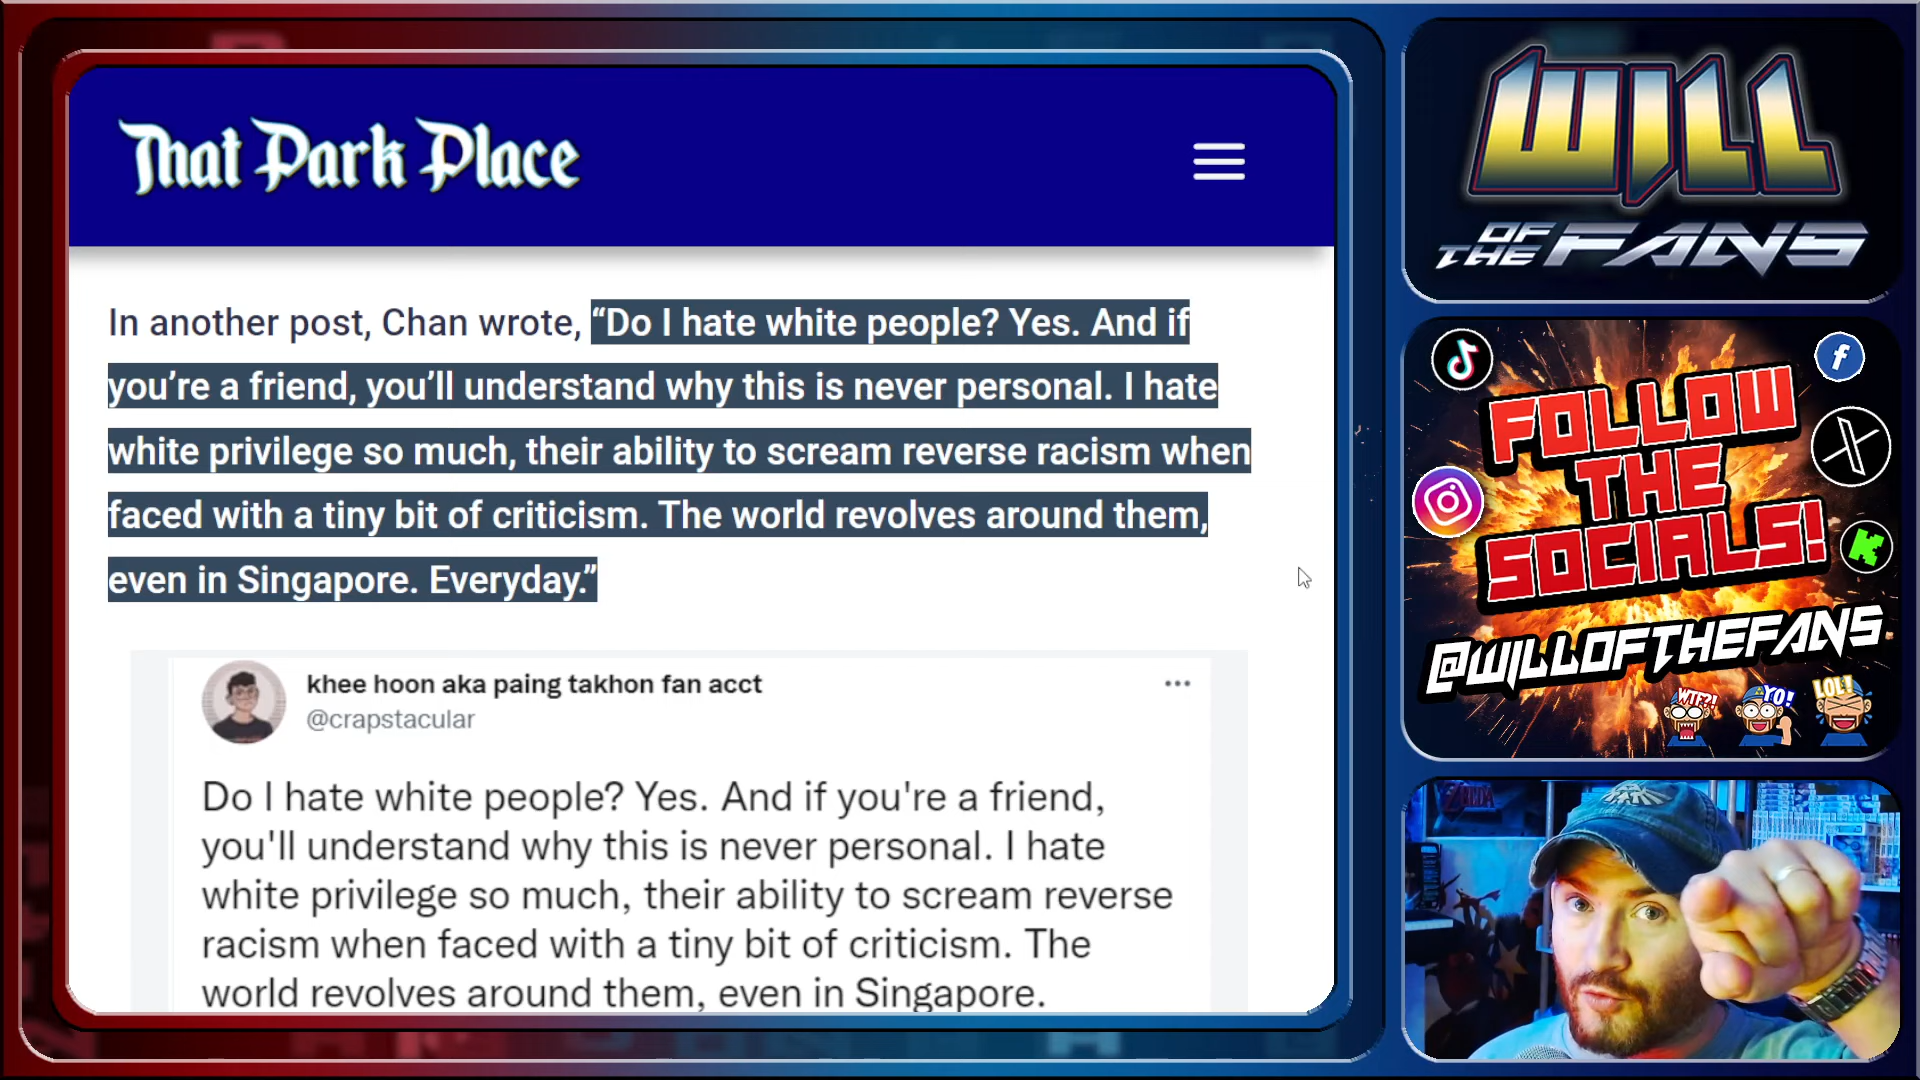 That Park Place
In another post, Chan wrote, “Do I hate white people? Yes. And if
you’re a friend, you’ll understand why this is never personal. I hate
white privilege so much, their ability to scream reverse racism when
faced with a tiny bit of criticism. The world revolves around them,
even in Singapore. Everyday.”
khee hoon aka paing takhon fan acct
@crapstacular
Do I hate white people? Yes. And if you're a friend,
you'll understand why this is never personal. I hate
white privilege so much, their ability to scream reverse
racism when faced with a tiny bit of criticism. The
world revolves around them, even in Singapore.
WILL
OF THE FANS
FOLLOW
THE
SOCIALS!
@WILLOFTHEFANS
WTF?!
YO!
LOL!